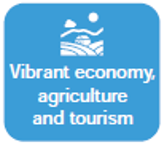 Vibrant economy,
agriculture
and tourism